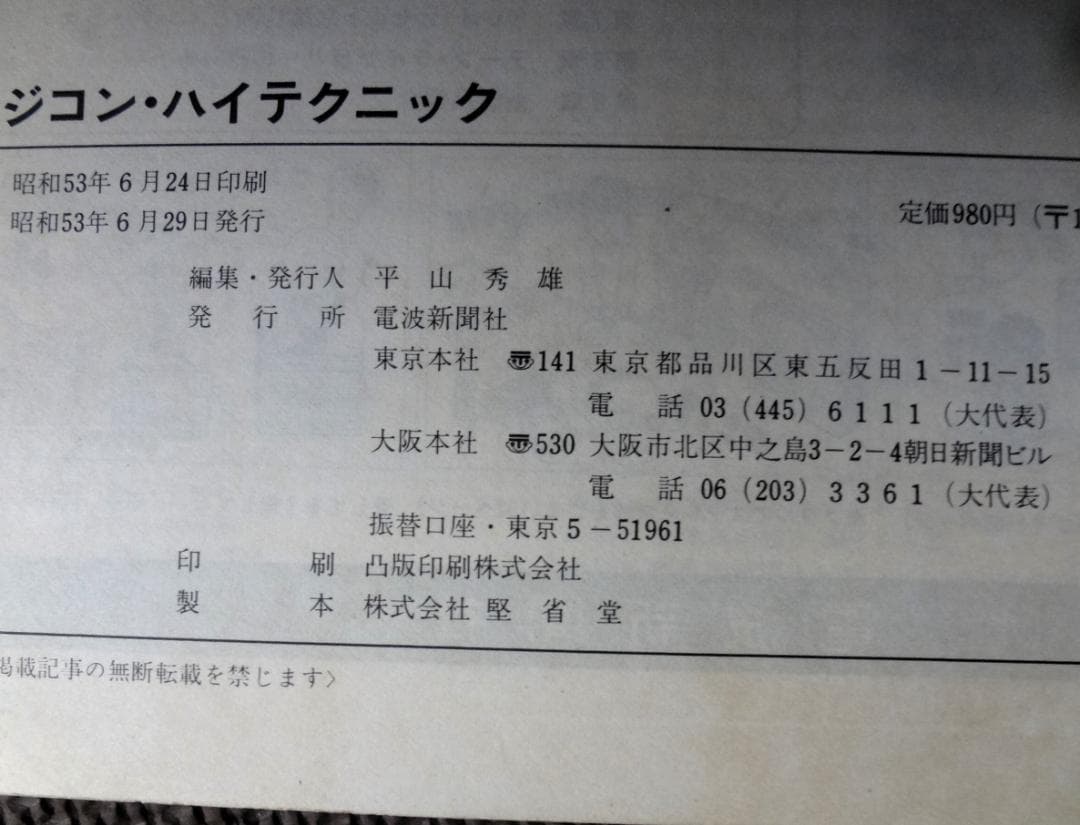 ジコン・ハイテクニック
昭和53年6月24日印刷
昭和53年6月29日発行
定価980円（〒1
編集・発行人 平山秀雄
発行所 電波新聞社
東京本社 〠141 東京都品川区東五反田1−11−15
電話 03（445）6111（大代表）
大阪本社 〠530 大阪市北区中之島3−2−4朝日新聞ビル
電話 06（203）3361（大代表）
振替口座・東京5−51961
印刷 凸版印刷株式会社
製本 株式会社堅省堂
掲載記事の無断転載を禁じます〉